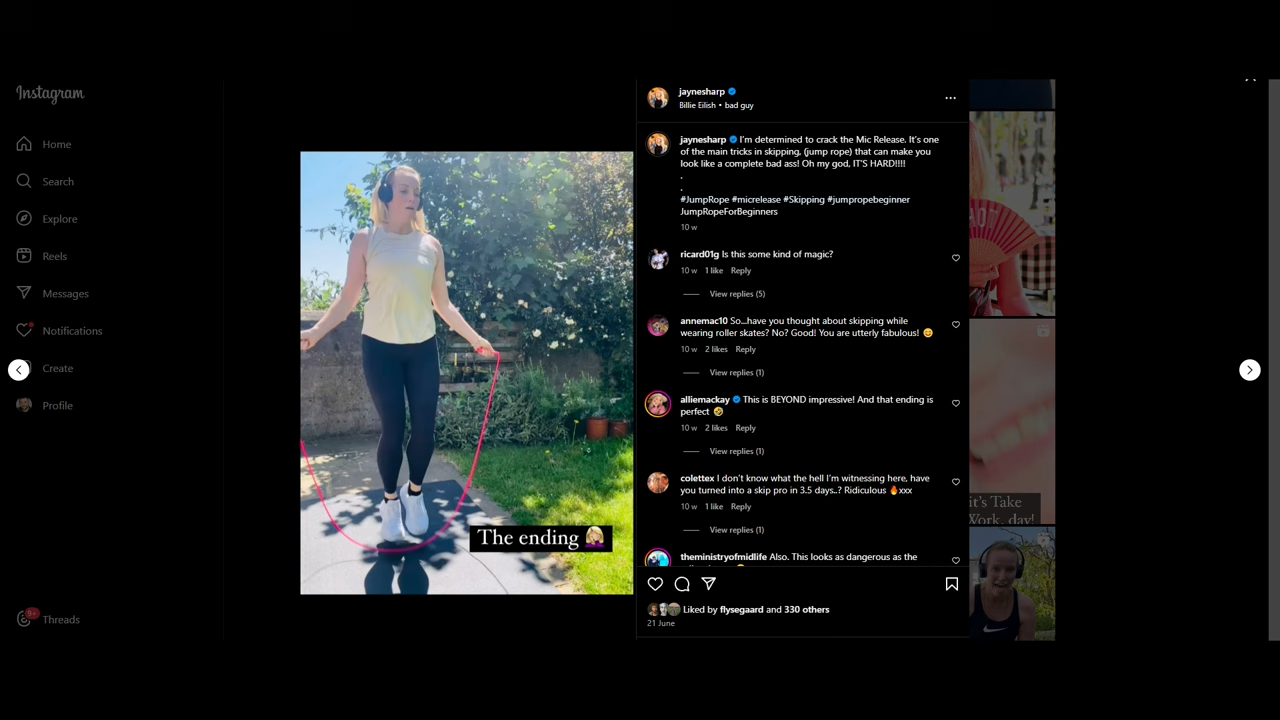 Instagram
Home
Search
Explore
Reels
Messages
Notifications
Create
Profile
9+
Threads
The ending
jaynesharp
Billie Eilish • bad guy
jaynesharp I'm determined to crack the Mic Release. It's one
of the main tricks in skipping, (jump rope) that can make you
look like a complete bad ass! Oh my god, IT'S HARD!!!!
.
.
#JumpRope #micrelease #Skipping #jumpropebeginner
JumpRopeForBeginners
10 w
ricard01g Is this some kind of magic?
10 w 1 like Reply
View replies (5)
annemac10 So...have you thought about skipping while
wearing roller skates? No? Good! You are utterly fabulous! 😄
10 w 2 likes Reply
View replies (1)
alliemackay This is BEYOND impressive! And that ending is
perfect 🤣
10 w 2 likes Reply
View replies (1)
colettex I don't know what the hell I'm witnessing here, have
you turned into a skip pro in 3.5 days..? Ridiculous 🔥xxx
10 w 1 like Reply
View replies (1)
theministryofmidlife Also. This looks as dangerous as the
Liked by flysegaard and 330 others
21 June
it's Take
Work, day!